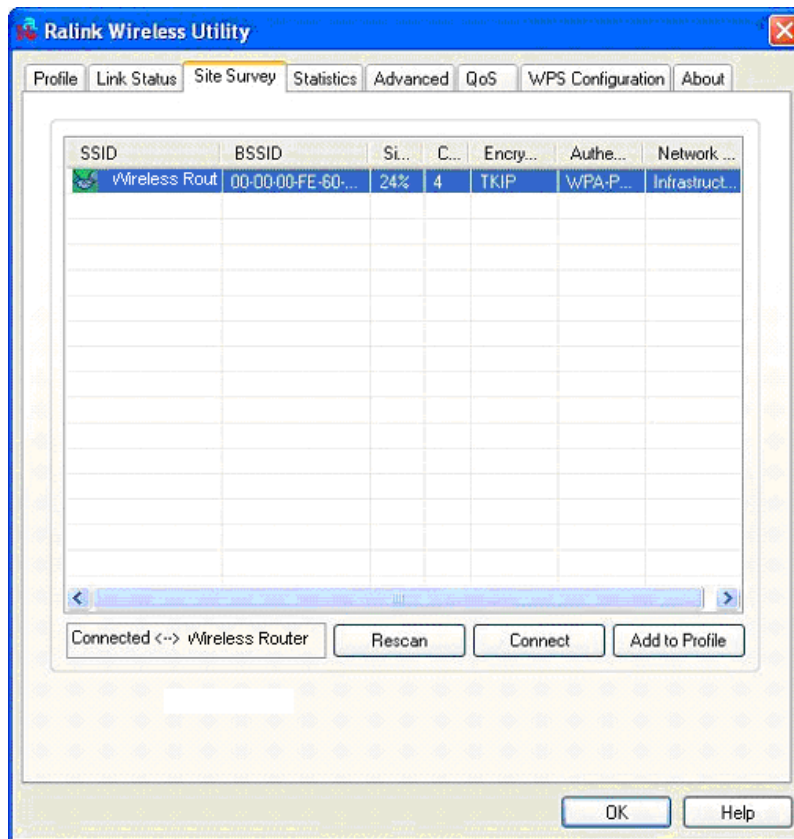 Ralink Wireless Utility
Profile Link Status Site Survey Statistics Advanced QoS WPS Configuration About
SSID BSSID Si... C... Encry... Authe... Network ...
Wireless Rout 00-00-00-FE-60-... 24% 4 TKIP WPA-P... Infrastruct...
Connected <--> Wireless Router Rescan Connect Add to Profile
OK Help